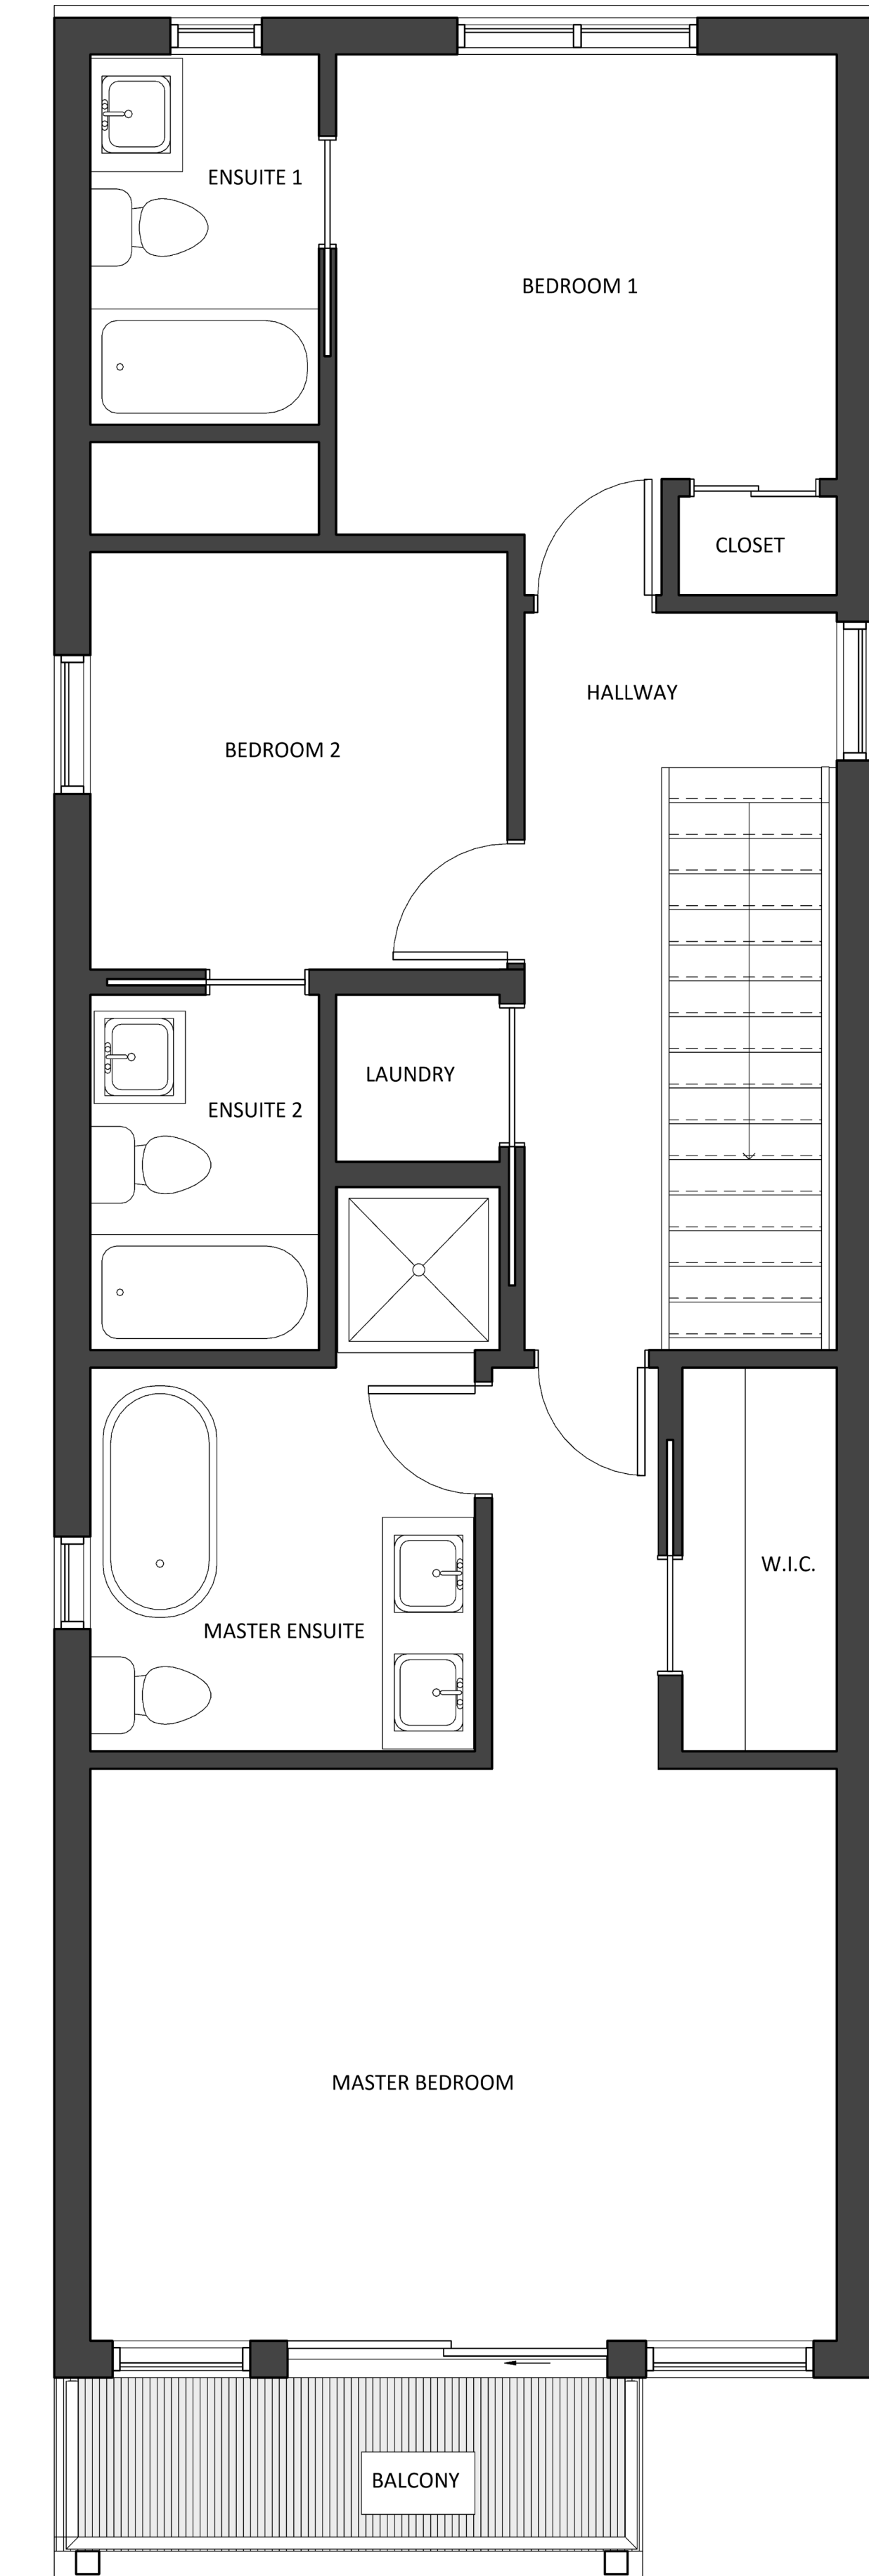 ENSUITE 1
BEDROOM 1
CLOSET
HALLWAY
BEDROOM 2
LAUNDRY
ENSUITE 2
W.I.C.
MASTER ENSUITE
MASTER BEDROOM
BALCONY